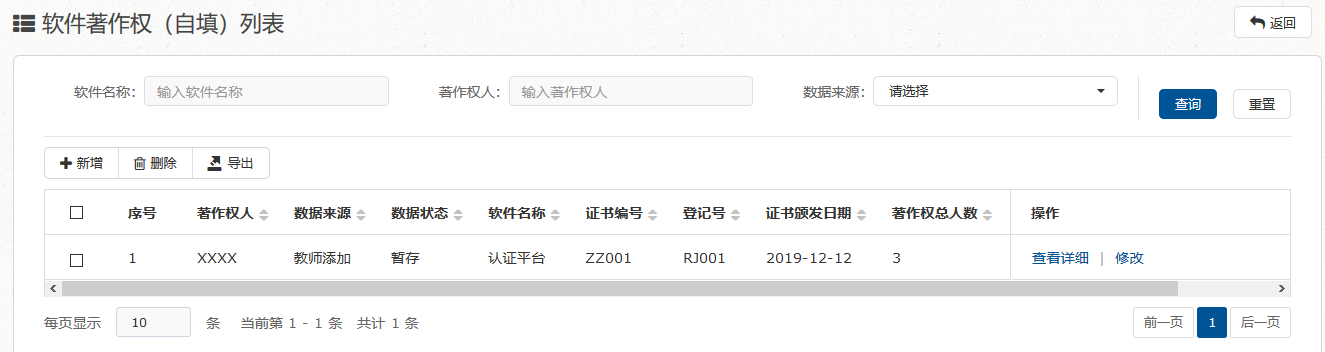 软件著作权（自填）列表 返回
软件名称： 输入软件名称 著作权人： 输入著作权人 数据来源： 请选择 查询 重置
新增 删除 导出
序号 著作权人 数据来源 数据状态 软件名称 证书编号 登记号 证书颁发日期 著作权总人数 操作
1 XXXX 教师添加 暂存 认证平台 ZZ001 RJ001 2019-12-12 3 查看详细 | 修改
每页显示 10 条 当前第 1 - 1 条 共计 1 条 前一页 1 后一页